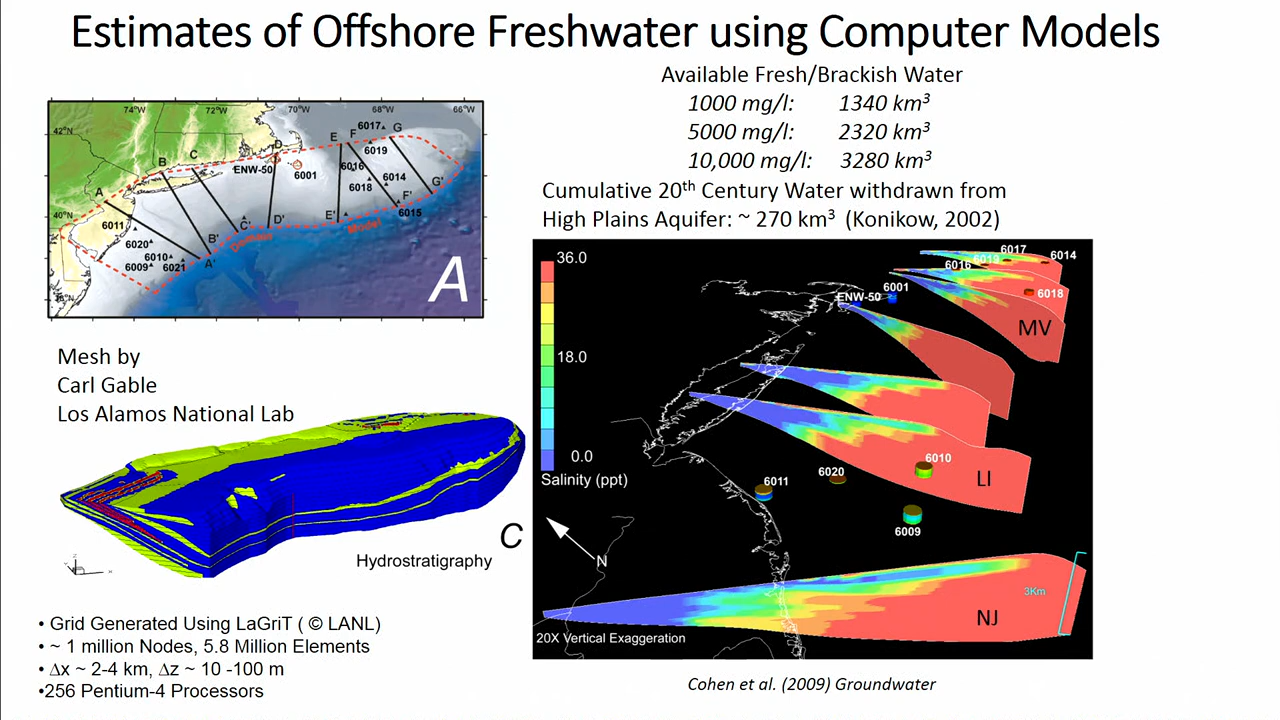 Estimates of Offshore Freshwater using Computer Models
Available Fresh/Brackish Water
1000 mg/l: 1340 km³
5000 mg/l: 2320 km³
10,000 mg/l: 3280 km³
Cumulative 20th Century Water withdrawn from
High Plains Aquifer: ~ 270 km³ (Konikow, 2002)
74°W
72°W
70°W
68°W
66°W
42°N
40°N
A
B
C
D
E
F
G
6017
6019
ENW-50
6001
6016
6018
6014
F'
G'
6015
E'
D'
C'
B'
A'
6011
6020
6010
6009
6021
Model
A
Mesh by
Carl Gable
Los Alamos National Lab
C
Hydrostratigraphy
• Grid Generated Using LaGriT ( © LANL)
• ~ 1 million Nodes, 5.8 Million Elements
• Δx ~ 2-4 km, Δz ~ 10 -100 m
•256 Pentium-4 Processors
36.0
18.0
0.0
Salinity (ppt)
6017
6019
6014
6016
6018
6001
ENW-50
MV
6010
6020
6011
LI
6009
N
3Km
NJ
20X Vertical Exaggeration
Cohen et al. (2009) Groundwater